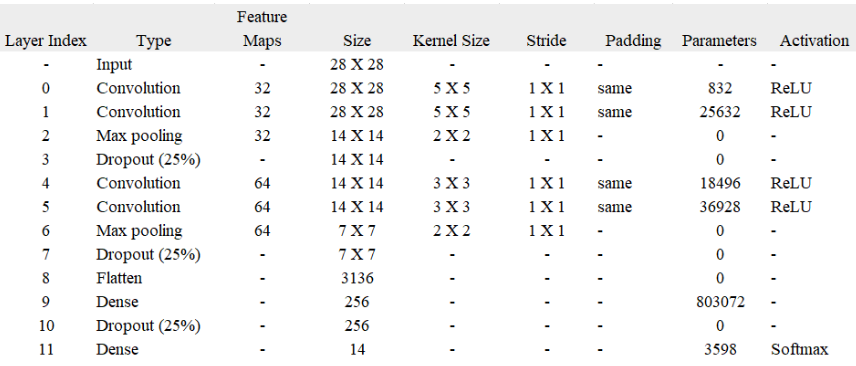 Feature
Layer Index Type Maps Size Kernel Size Stride Padding Parameters Activation
- Input - 28 X 28 - - - - -
0 Convolution 32 28 X 28 5 X 5 1 X 1 same 832 ReLU
1 Convolution 32 28 X 28 5 X 5 1 X 1 same 25632 ReLU
2 Max pooling 32 14 X 14 2 X 2 1 X 1 - 0 -
3 Dropout (25%) - 14 X 14 - - - 0 -
4 Convolution 64 14 X 14 3 X 3 1 X 1 same 18496 ReLU
5 Convolution 64 14 X 14 3 X 3 1 X 1 same 36928 ReLU
6 Max pooling 64 7 X 7 2 X 2 1 X 1 - 0 -
7 Dropout (25%) - 7 X 7 - - - 0 -
8 Flatten - 3136 - - - 0 -
9 Dense - 256 - - - 803072 -
10 Dropout (25%) - 256 - - - 0 -
11 Dense - 14 - - - 3598 Softmax